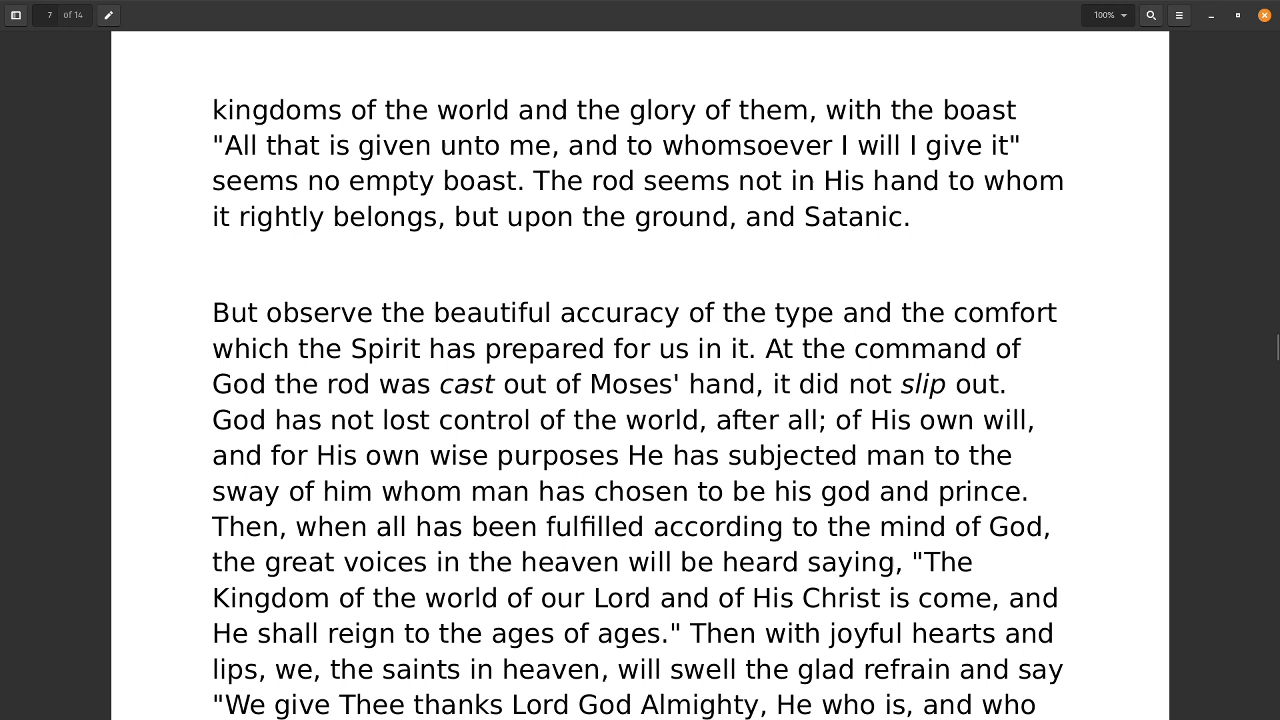 7 of 14
100%
kingdoms of the world and the glory of them, with the boast
"All that is given unto me, and to whomsoever I will I give it"
seems no empty boast. The rod seems not in His hand to whom
it rightly belongs, but upon the ground, and Satanic.
But observe the beautiful accuracy of the type and the comfort
which the Spirit has prepared for us in it. At the command of
God the rod was cast out of Moses' hand, it did not slip out.
God has not lost control of the world, after all; of His own will,
and for His own wise purposes He has subjected man to the
sway of him whom man has chosen to be his god and prince.
Then, when all has been fulfilled according to the mind of God,
the great voices in the heaven will be heard saying, "The
Kingdom of the world of our Lord and of His Christ is come, and
He shall reign to the ages of ages." Then with joyful hearts and
lips, we, the saints in heaven, will swell the glad refrain and say
"We give Thee thanks Lord God Almighty, He who is, and who